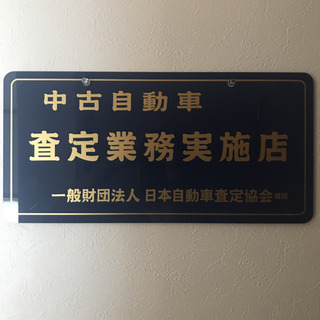 中古自動車
査定業務実施店
一般財団法人 日本自動車査定協会